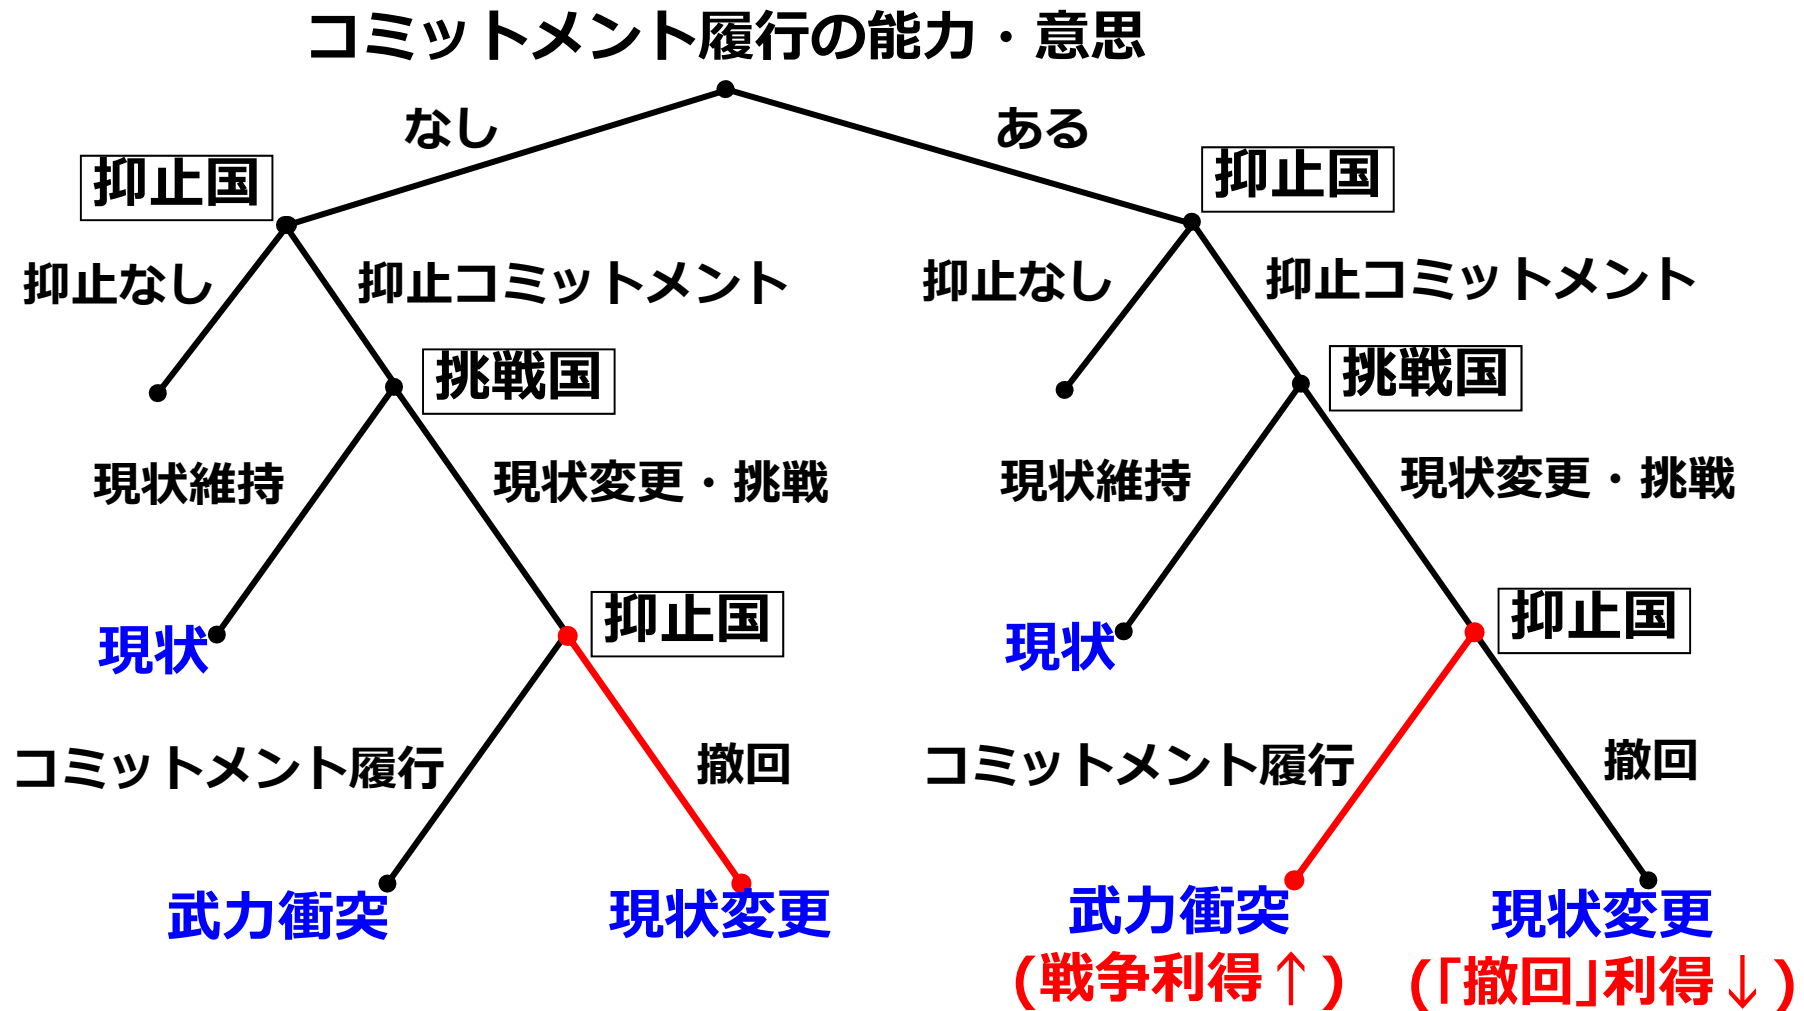 コミットメント履行の能力・意思
なし
ある
抑止国
抑止国
抑止なし
抑止コミットメント
抑止なし
抑止コミットメント
挑戦国
挑戦国
現状維持
現状変更・挑戦
現状維持
現状変更・挑戦
抑止国
抑止国
現状
現状
コミットメント履行
撤回
コミットメント履行
撤回
武力衝突
現状変更
武力衝突
現状変更
(戦争利得↑)
(「撤回」利得↓)